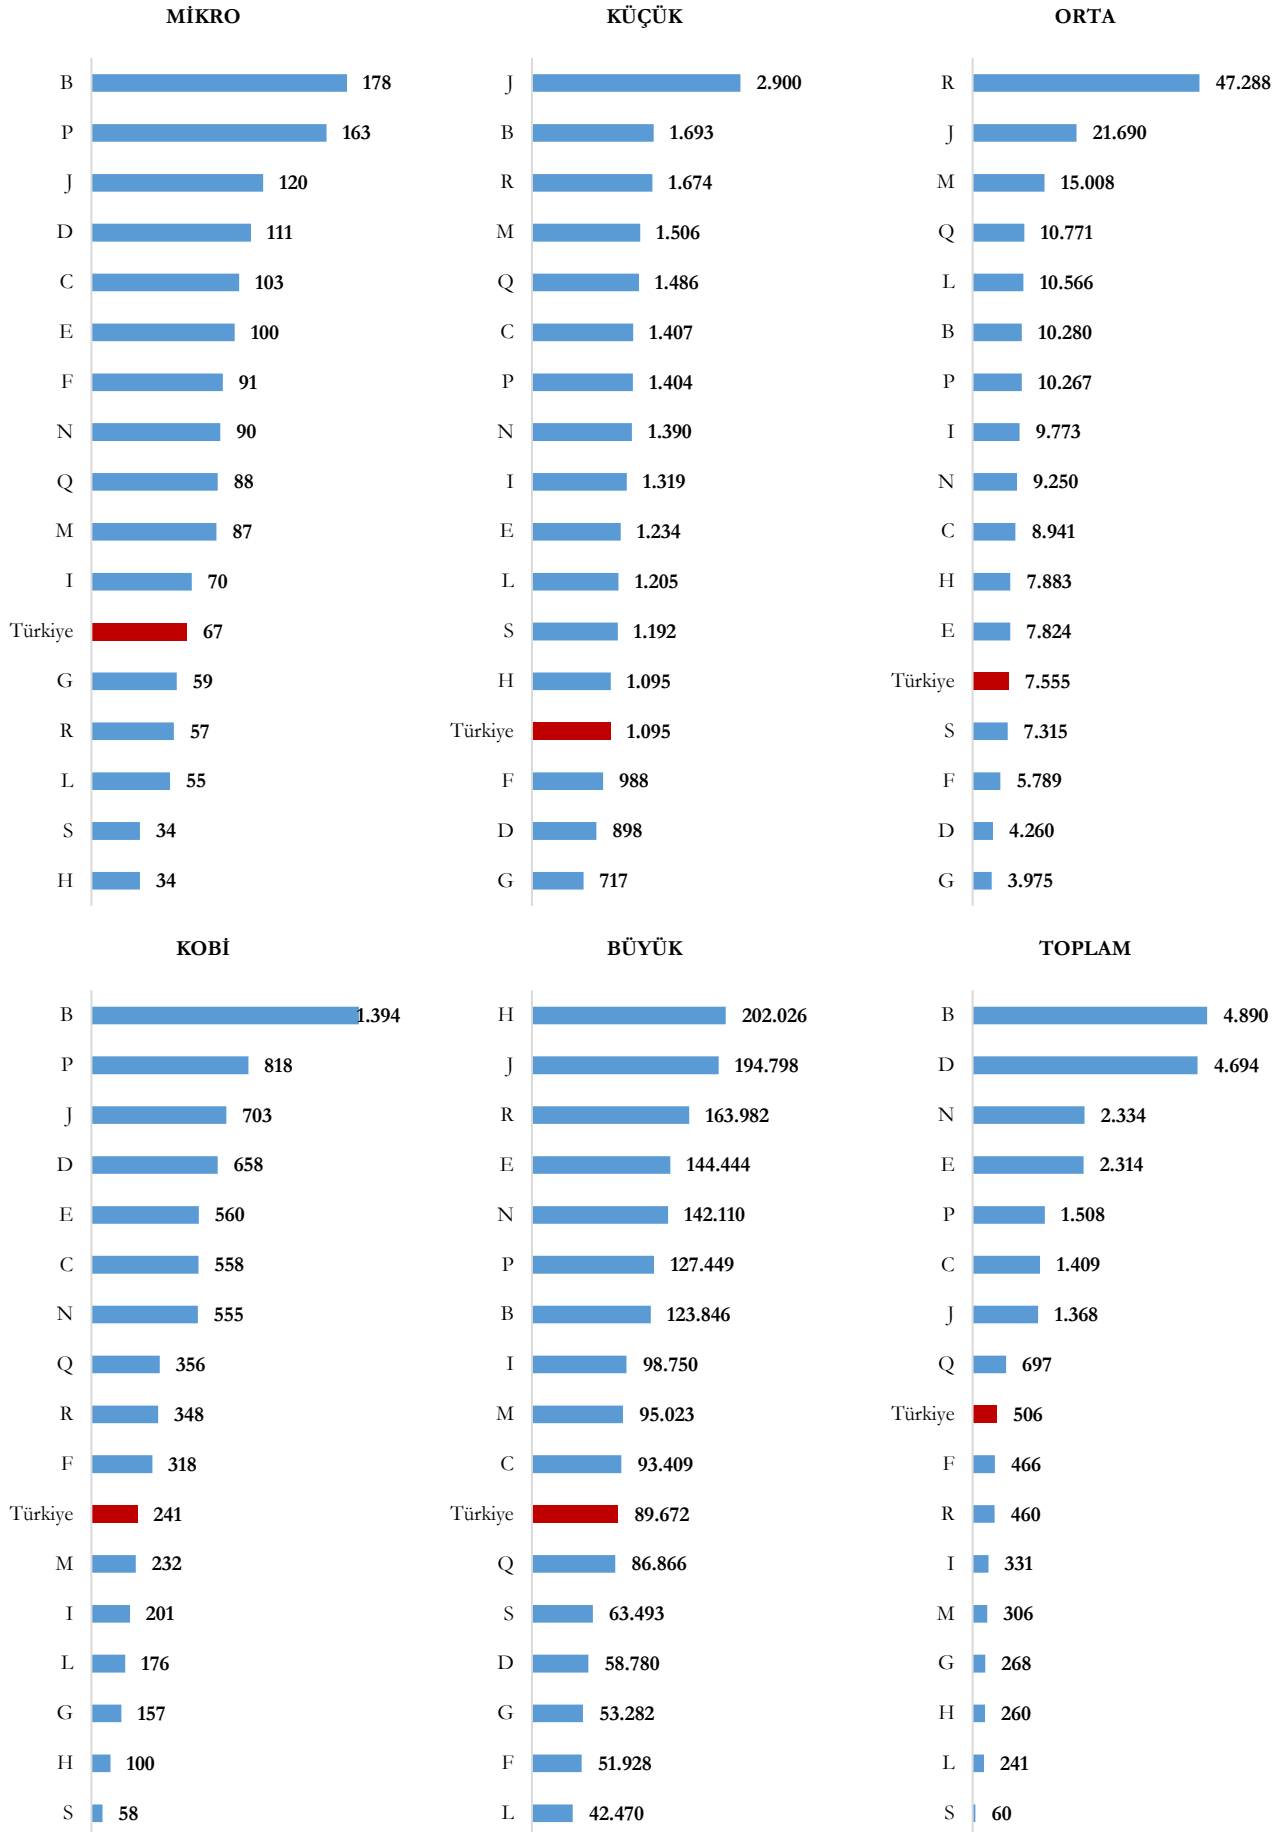 MİKRO
B 178
P 163
J 120
D 111
C 103
E 100
F 91
N 90
Q 88
M 87
I 70
Türkiye 67
G 59
R 57
L 55
S 34
H 34
KÜÇÜK
J 2.900
B 1.693
R 1.674
M 1.506
Q 1.486
C 1.407
P 1.404
N 1.390
I 1.319
E 1.234
L 1.205
S 1.192
H 1.095
Türkiye 1.095
F 988
D 898
G 717
ORTA
R 47.288
J 21.690
M 15.008
Q 10.771
L 10.566
B 10.280
P 10.267
I 9.773
N 9.250
C 8.941
H 7.883
E 7.824
Türkiye 7.555
S 7.315
F 5.789
D 4.260
G 3.975
KOBİ
B 1.394
P 818
J 703
D 658
E 560
C 558
N 555
Q 356
R 348
F 318
Türkiye 241
M 232
I 201
L 176
G 157
H 100
S 58
BÜYÜK
H 202.026
J 194.798
R 163.982
E 144.444
N 142.110
P 127.449
B 123.846
I 98.750
M 95.023
C 93.409
Türkiye 89.672
Q 86.866
S 63.493
D 58.780
G 53.282
F 51.928
L 42.470
TOPLAM
B 4.890
D 4.694
N 2.334
E 2.314
P 1.508
C 1.409
J 1.368
Q 697
Türkiye 506
F 466
R 460
I 331
M 306
G 268
H 260
L 241
S 60